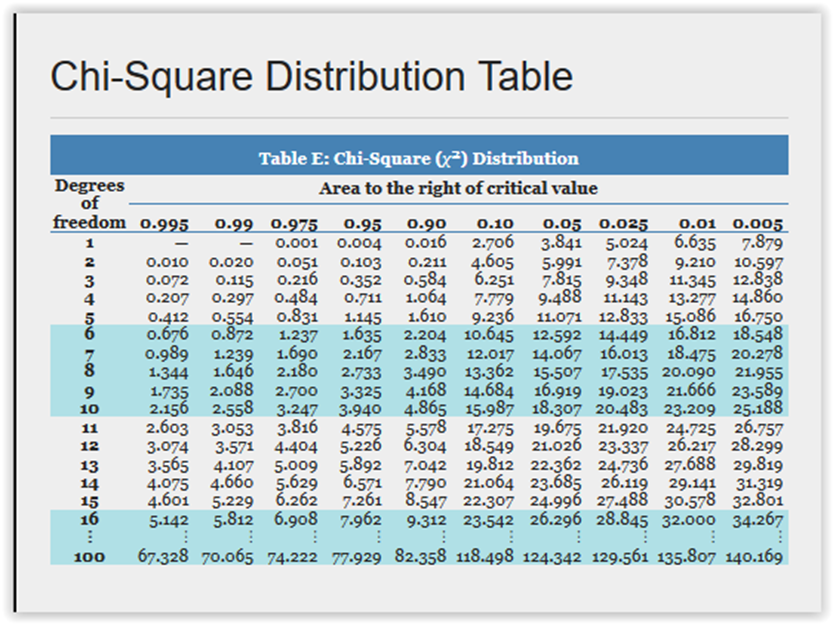 Chi-Square Distribution Table
Table E: Chi-Square (χ²) Distribution
Degrees of freedom Area to the right of critical value
0.995 0.99 0.975 0.95 0.90 0.10 0.05 0.025 0.01 0.005
1 — — 0.001 0.004 0.016 2.706 3.841 5.024 6.635 7.879
2 0.010 0.020 0.051 0.103 0.211 4.605 5.991 7.378 9.210 10.597
3 0.072 0.115 0.216 0.352 0.584 6.251 7.815 9.348 11.345 12.838
4 0.207 0.297 0.484 0.711 1.064 7.779 9.488 11.143 13.277 14.860
5 0.412 0.554 0.831 1.145 1.610 9.236 11.071 12.833 15.086 16.750
6 0.676 0.872 1.237 1.635 2.204 10.645 12.592 14.449 16.812 18.548
7 0.989 1.239 1.690 2.167 2.833 12.017 14.067 16.013 18.475 20.278
8 1.344 1.646 2.180 2.733 3.490 13.362 15.507 17.535 20.090 21.955
9 1.735 2.088 2.700 3.325 4.168 14.684 16.919 19.023 21.666 23.589
10 2.156 2.558 3.247 3.940 4.865 15.987 18.307 20.483 23.209 25.188
11 2.603 3.053 3.816 4.575 5.578 17.275 19.675 21.920 24.725 26.757
12 3.074 3.571 4.404 5.226 6.304 18.549 21.026 23.337 26.217 28.299
13 3.565 4.107 5.009 5.892 7.042 19.812 22.362 24.736 27.688 29.819
14 4.075 4.660 5.629 6.571 7.790 21.064 23.685 26.119 29.141 31.319
15 4.601 5.229 6.262 7.261 8.547 22.307 24.996 27.488 30.578 32.801
16 5.142 5.812 6.908 7.962 9.312 23.542 26.296 28.845 32.000 34.267
⋮ ⋮ ⋮ ⋮ ⋮ ⋮ ⋮ ⋮ ⋮ ⋮ ⋮
100 67.328 70.065 74.222 77.929 82.358 118.498 124.342 129.561 135.807 140.169